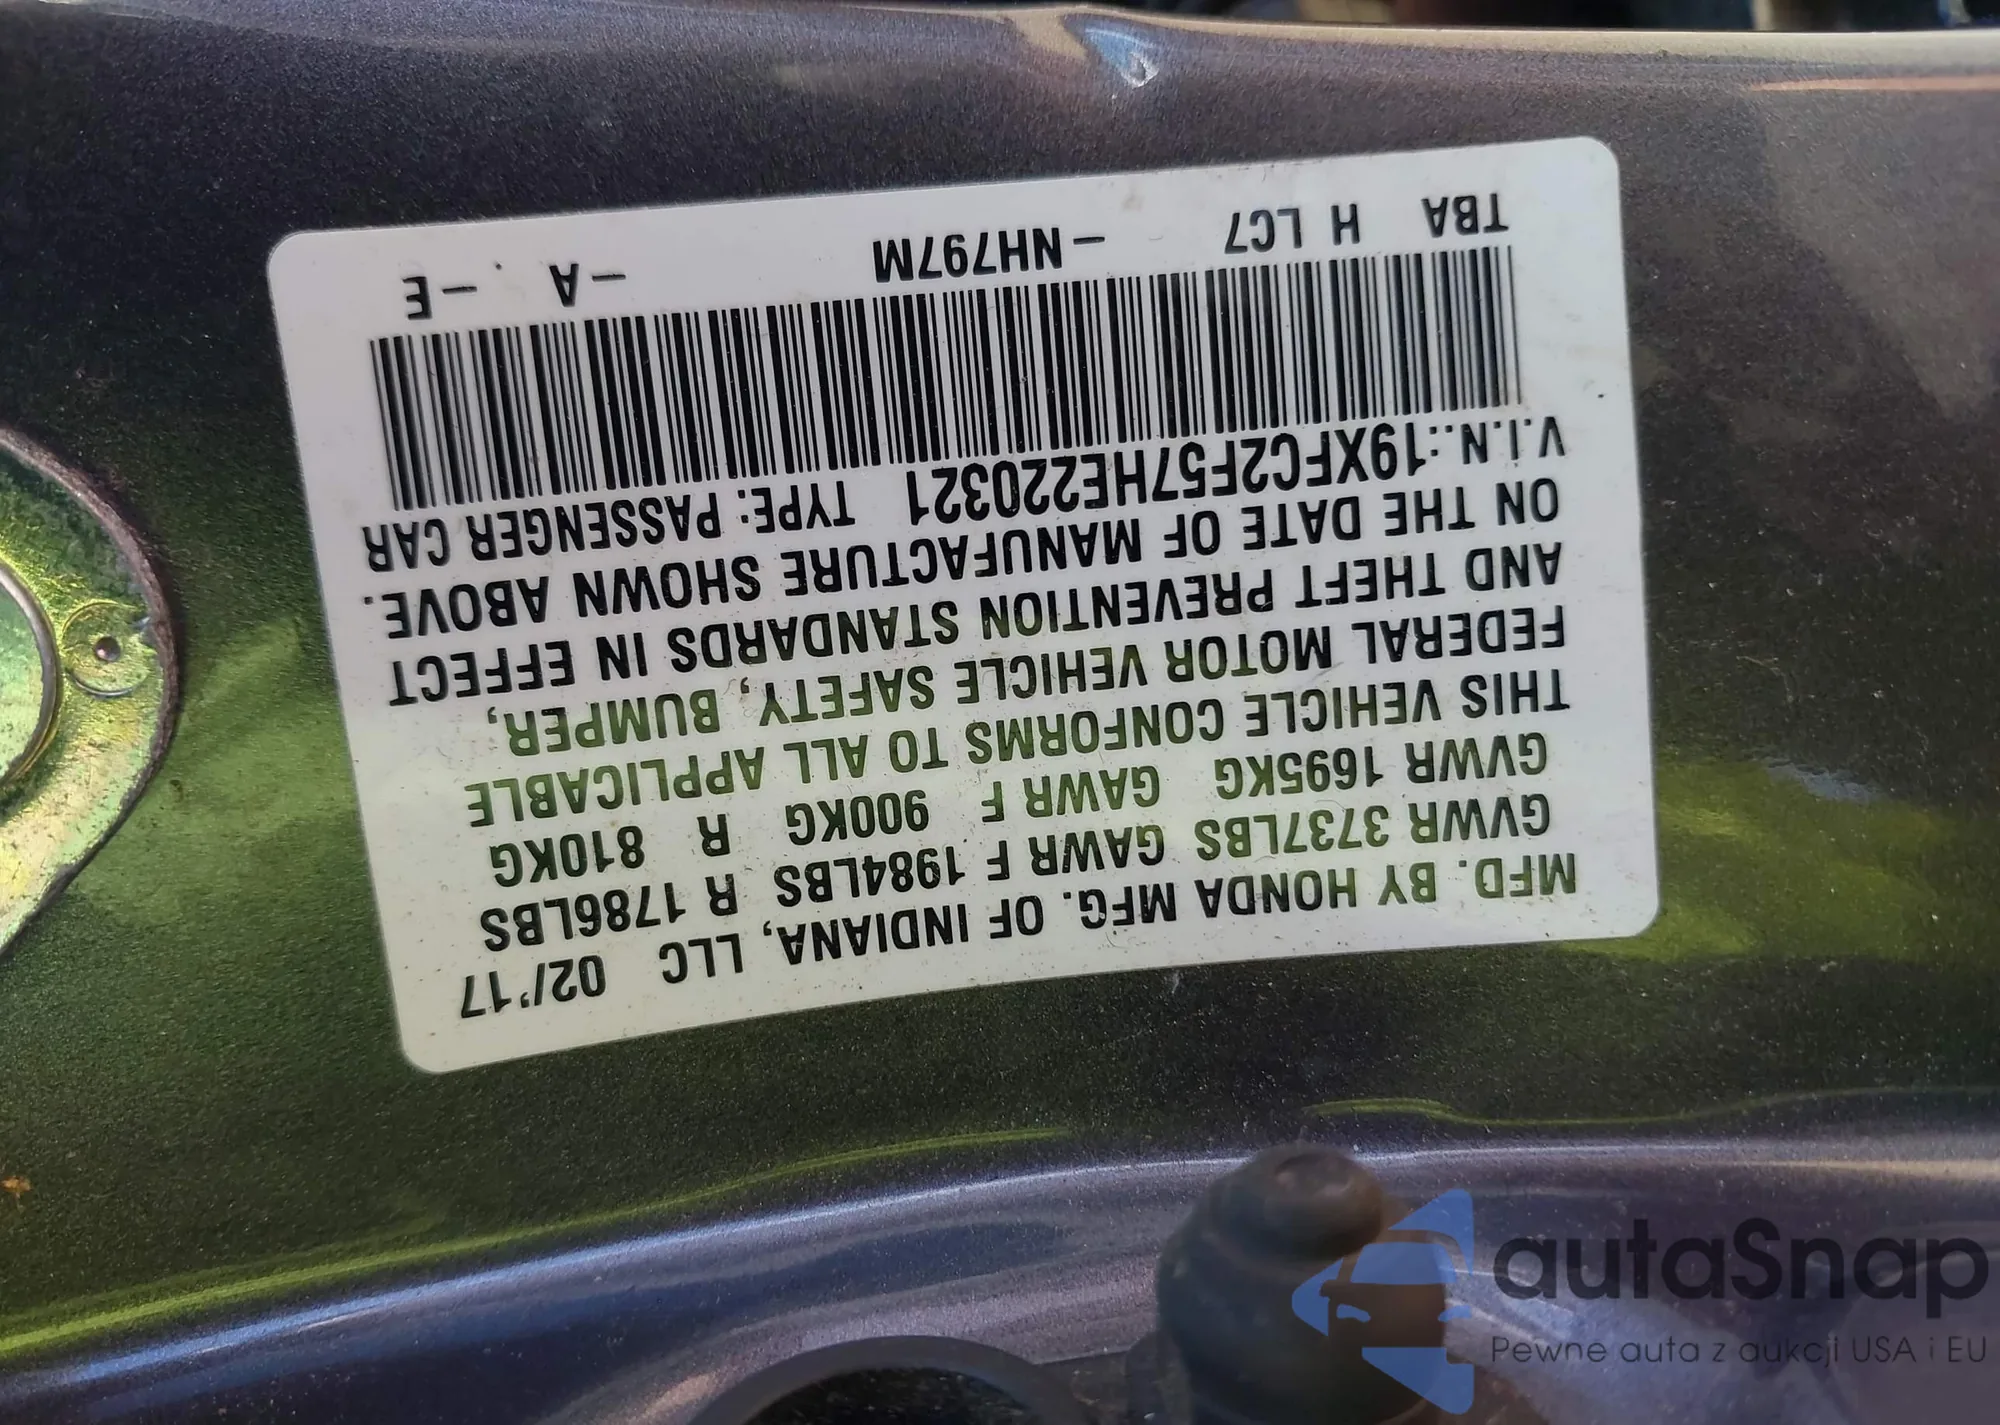 MFD. BY HONDA MFG. OF INDIANA, LLC 02/'17
GVWR 3737LBS GAWR F 1984LBS R 1786LBS
GVWR 1695KG GAWR F 900KG R 810KG
THIS VEHICLE CONFORMS TO ALL APPLICABLE
FEDERAL MOTOR VEHICLE SAFETY, BUMPER,
AND THEFT PREVENTION STANDARDS IN EFFECT
ON THE DATE OF MANUFACTURE SHOWN ABOVE.
V.I.N.:19XFC2F57HE220321 TYPE: PASSENGER CAR
TBA H LC7 -NH797M -A -E
autaSnap
Pewne auta z aukcji USA i EU